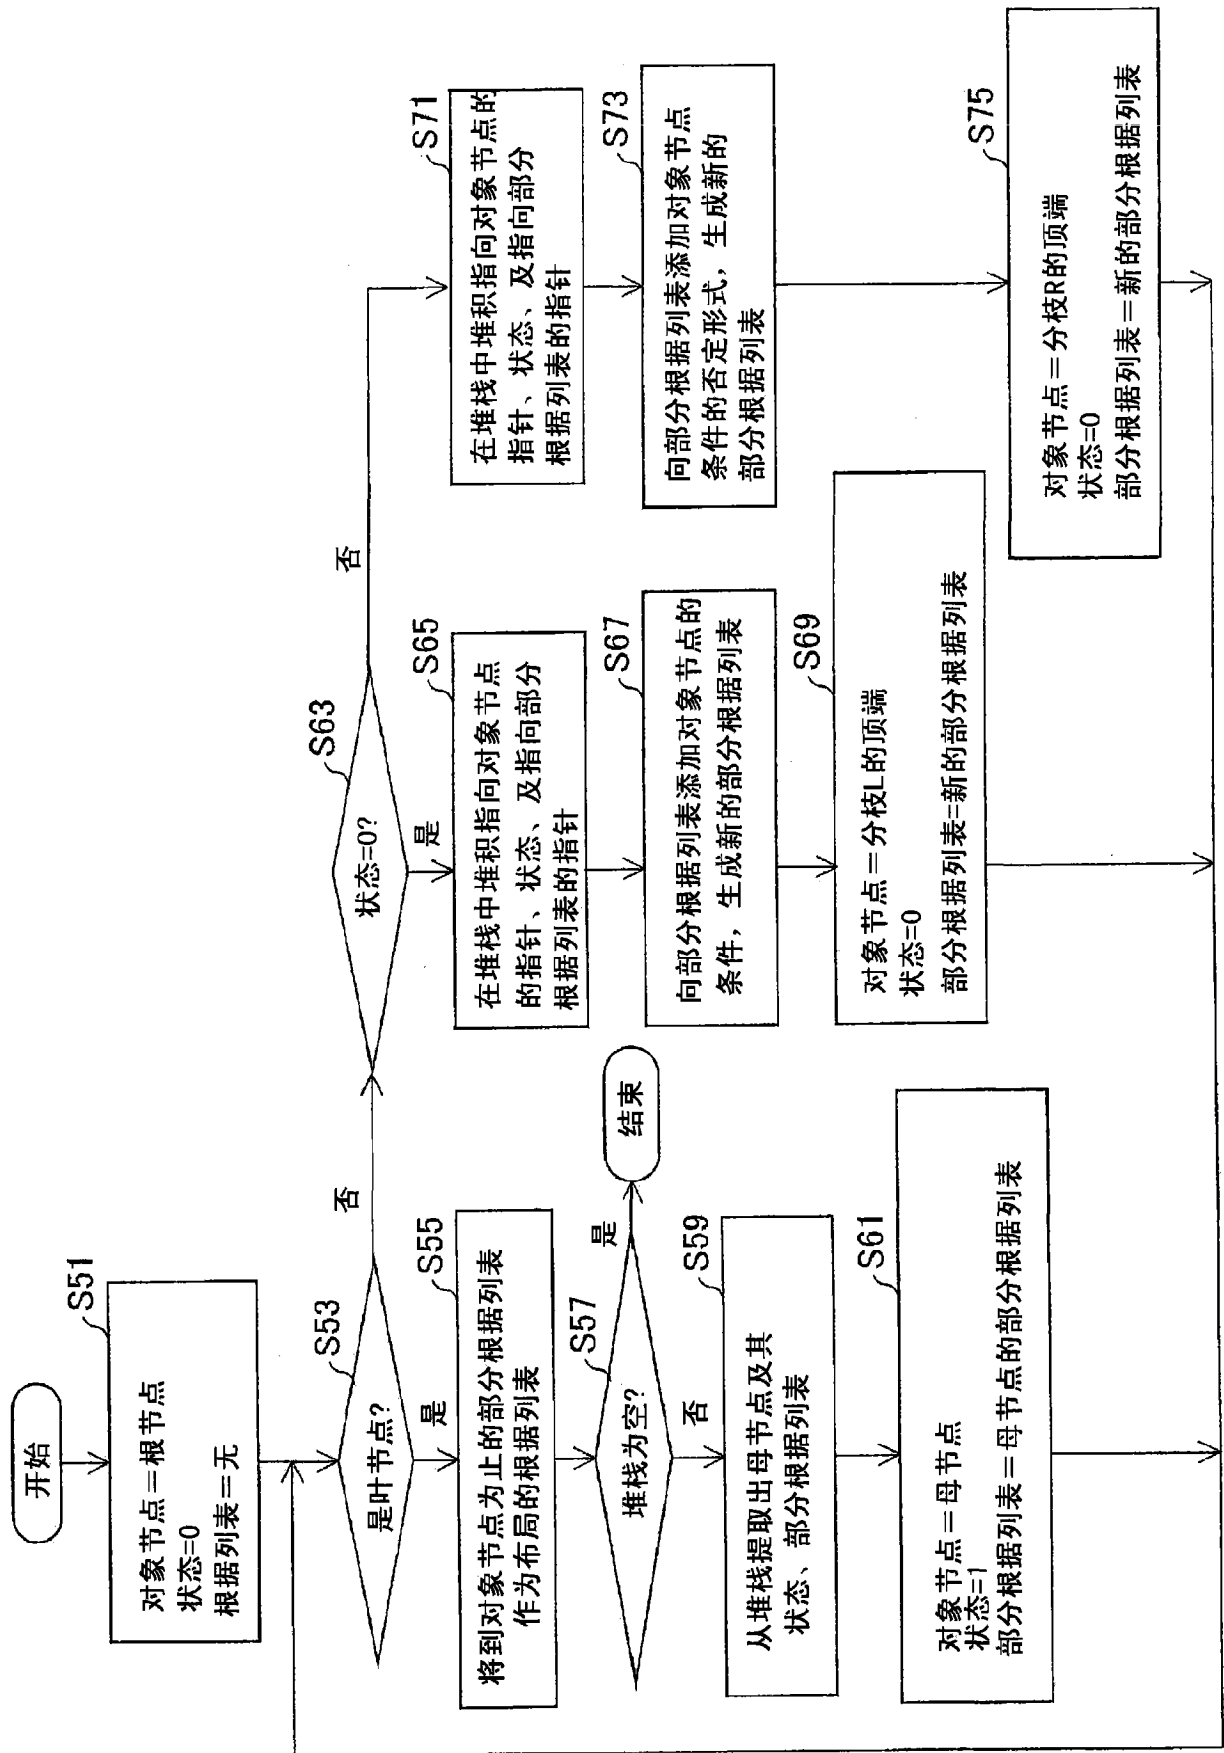 开始
S51
对象节点=根节点
状态=0
根据列表=无
S53
是叶节点?
否
是
S55
将到对象节点为止的部分根据列表
作为布局的根据列表
S57
堆栈为空?
是
结束
否
S59
从堆栈提取出母节点及其
状态、部分根据列表
S61
对象节点=母节点
状态=1
部分根据列表=母节点的部分根据列表
S63
状态=0?
否
是
S65
在堆栈中堆积指向对象节点
的指针、状态、及指向部分
根据列表的指针
S67
向部分根据列表添加对象节点的
条件，生成新的部分根据列表
S69
对象节点=分枝L的顶端
状态=0
部分根据列表=新的部分根据列表
S71
在堆栈中堆积指向对象节点的
指针、状态、及指向部分
根据列表的指针
S73
向部分根据列表添加对象节点
条件的否定形式，生成新的
部分根据列表
S75
对象节点=分枝R的顶端
状态=0
部分根据列表=新的部分根据列表